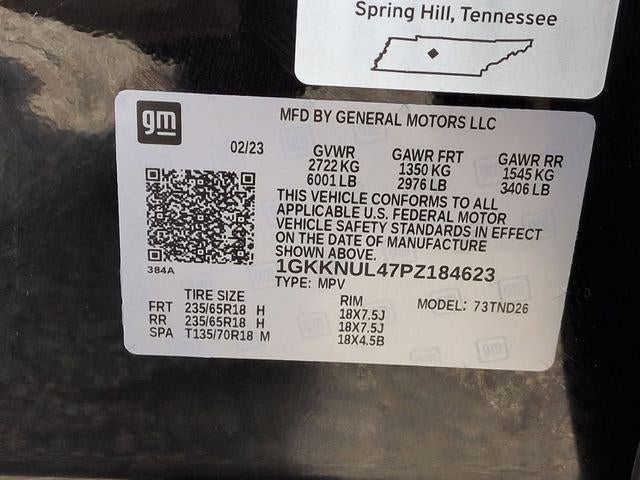 Spring Hill, Tennessee
gm
MFD BY GENERAL MOTORS LLC
02/23
GVWR GAWR FRT GAWR RR
2722 KG 1350 KG 1545 KG
6001 LB 2976 LB 3406 LB
THIS VEHICLE CONFORMS TO ALL
APPLICABLE U.S. FEDERAL MOTOR
VEHICLE SAFETY STANDARDS IN EFFECT
ON THE DATE OF MANUFACTURE
SHOWN ABOVE.
384A
1GKKNUL47PZ184623
TYPE: MPV
TIRE SIZE RIM MODEL: 73TND26
FRT 235/65R18 H 18X7.5J
RR 235/65R18 H 18X7.5J
SPA T135/70R18 M 18X4.5B